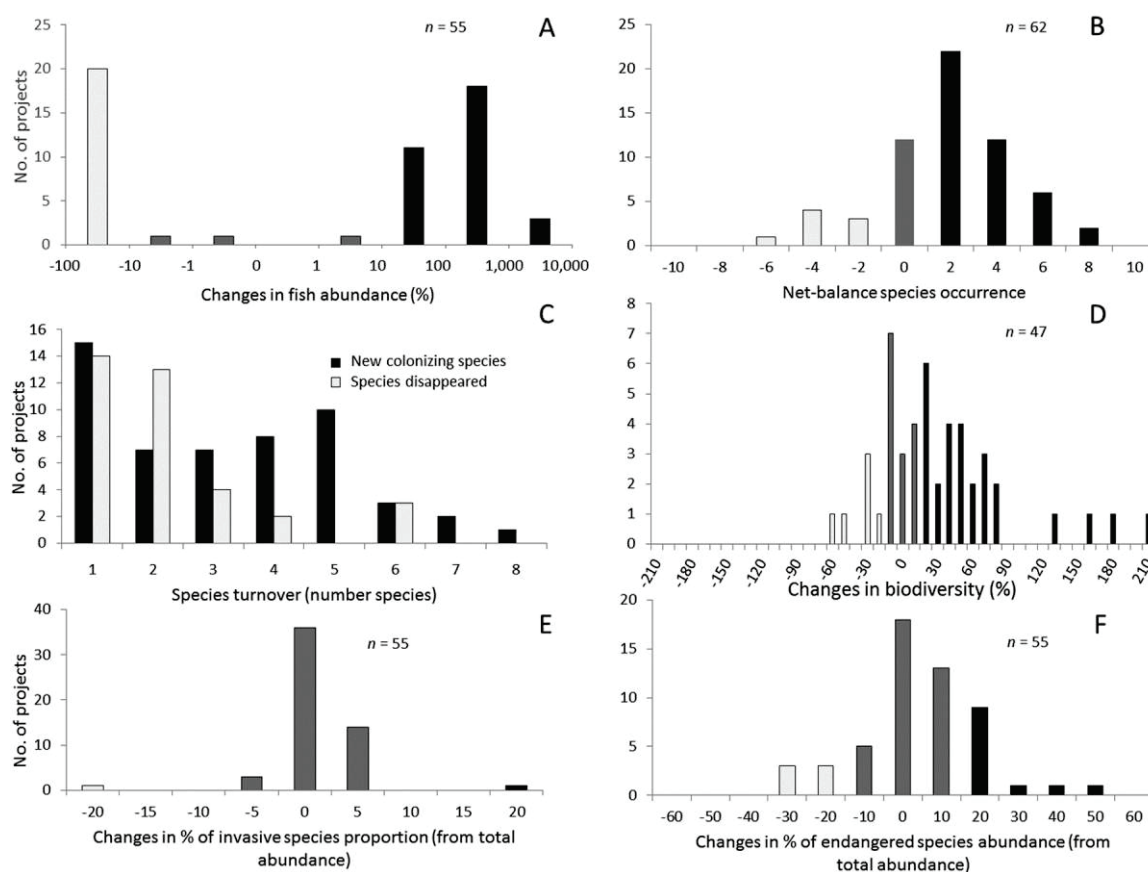 A
n = 55
No. of projects
25
20
15
10
5
0
-100 -10 -1 0 1 10 100 1,000 10,000
Changes in fish abundance (%)
B
n = 62
25
20
15
10
5
0
-10 -8 -6 -4 -2 0 2 4 6 8 10
Net-balance species occurrence
C
No. of projects
16
14
12
10
8
6
4
2
0
New colonizing species
Species disappeared
1 2 3 4 5 6 7 8
Species turnover (number species)
D
n = 47
8
7
6
5
4
3
2
1
0
-210 -180 -150 -120 -90 -60 -30 0 30 60 90 120 150 180 210
Changes in biodiversity (%)
E
n = 55
No. of projects
40
30
20
10
0
-20 -15 -10 -5 0 5 10 15 20
Changes in % of invasive species proportion (from total
abundance)
F
n = 55
20
15
10
5
0
-60 -50 -40 -30 -20 -10 0 10 20 30 40 50 60
Changes in % of endangered species abundance (from
total abundance)